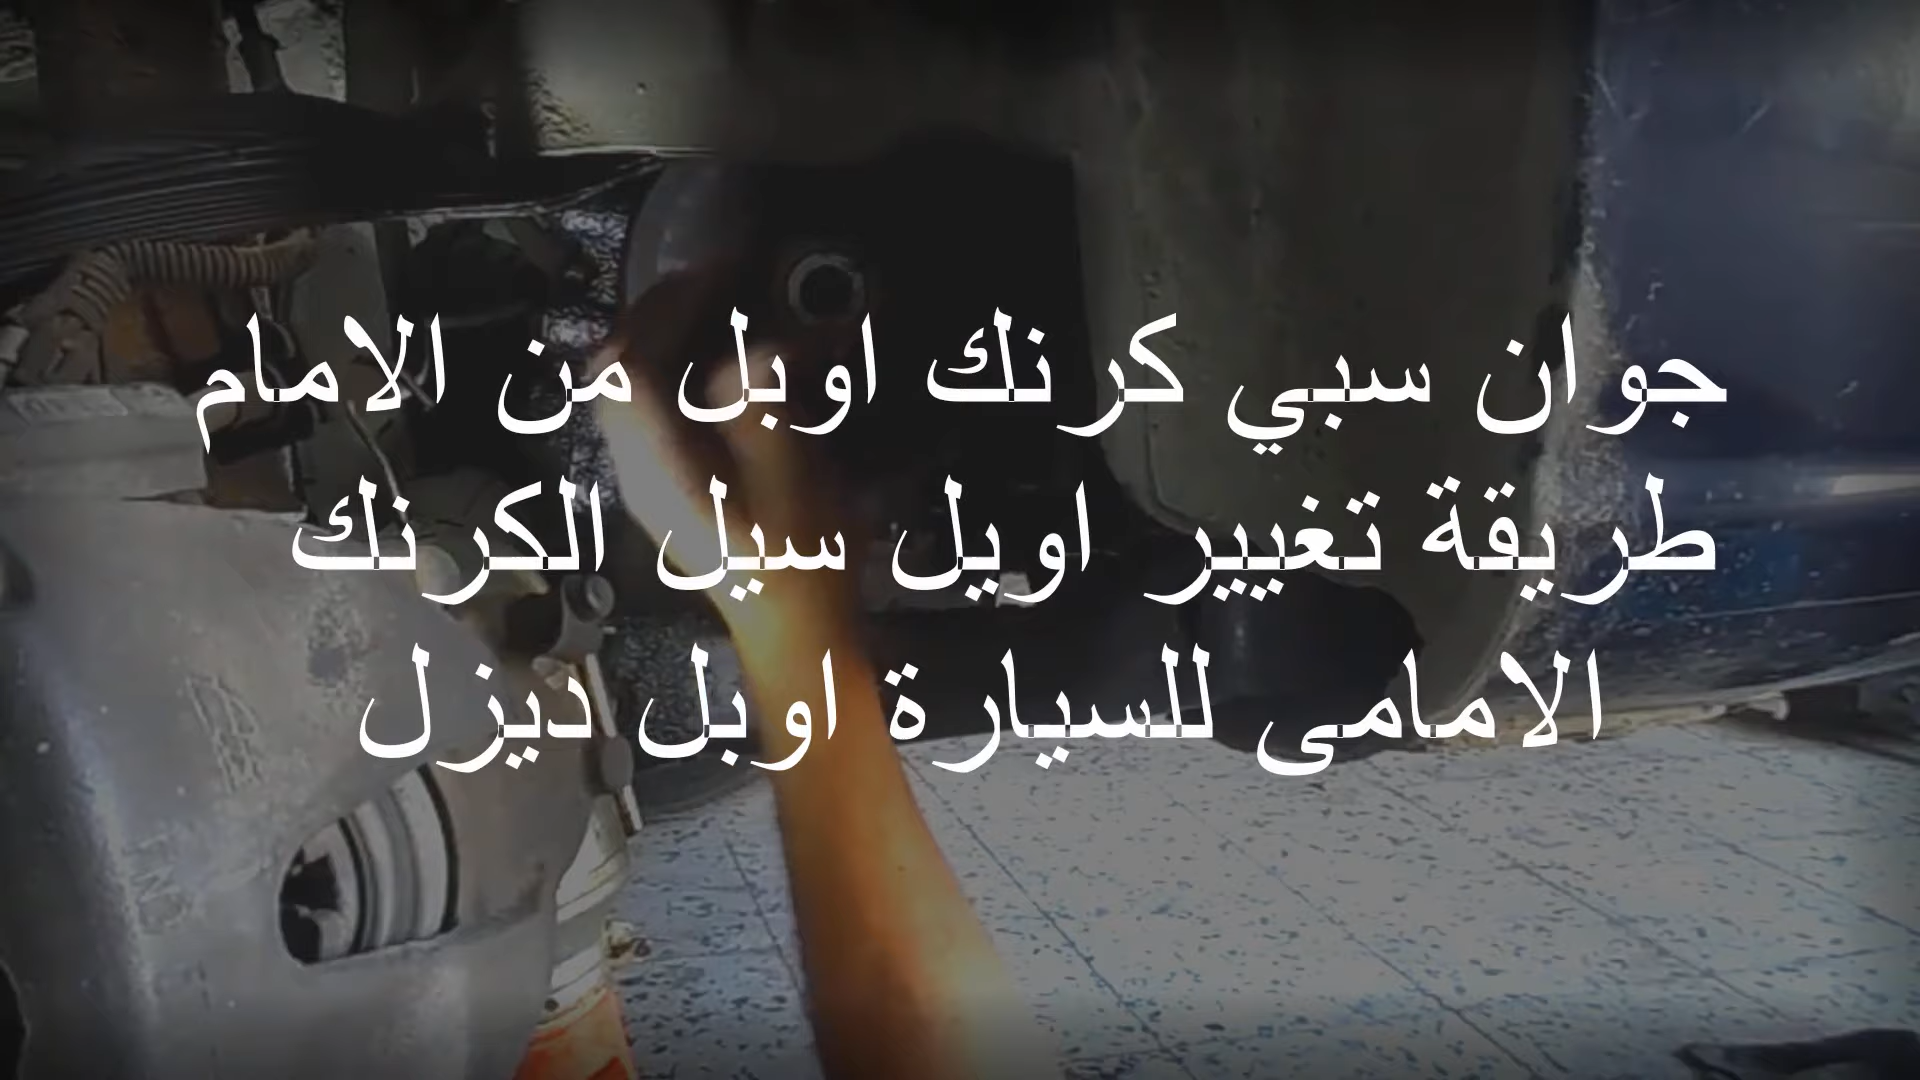 جوان سبي كرنك اوبل من الامام
طريقة تغيير اويل سيل الكرنك
الامامى للسيارة اوبل ديزل